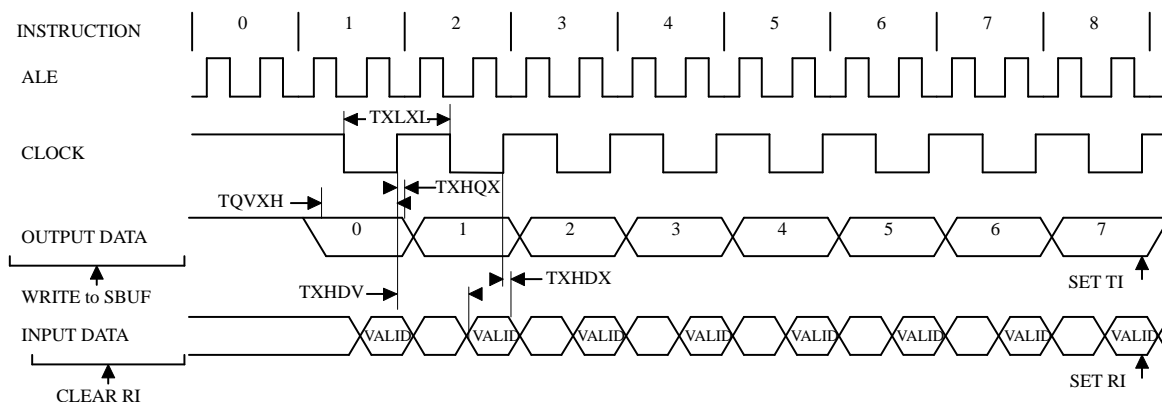 INSTRUCTION 0 1 2 3 4 5 6 7 8
ALE
TXLXL
CLOCK
TXHQX
TQVXH
OUTPUT DATA 0 1 2 3 4 5 6 7
TXHDX
SET TI
WRITE to SBUF
TXHDV
INPUT DATA VALID VALID VALID VALID VALID VALID VALID VALID
SET RI
CLEAR RI